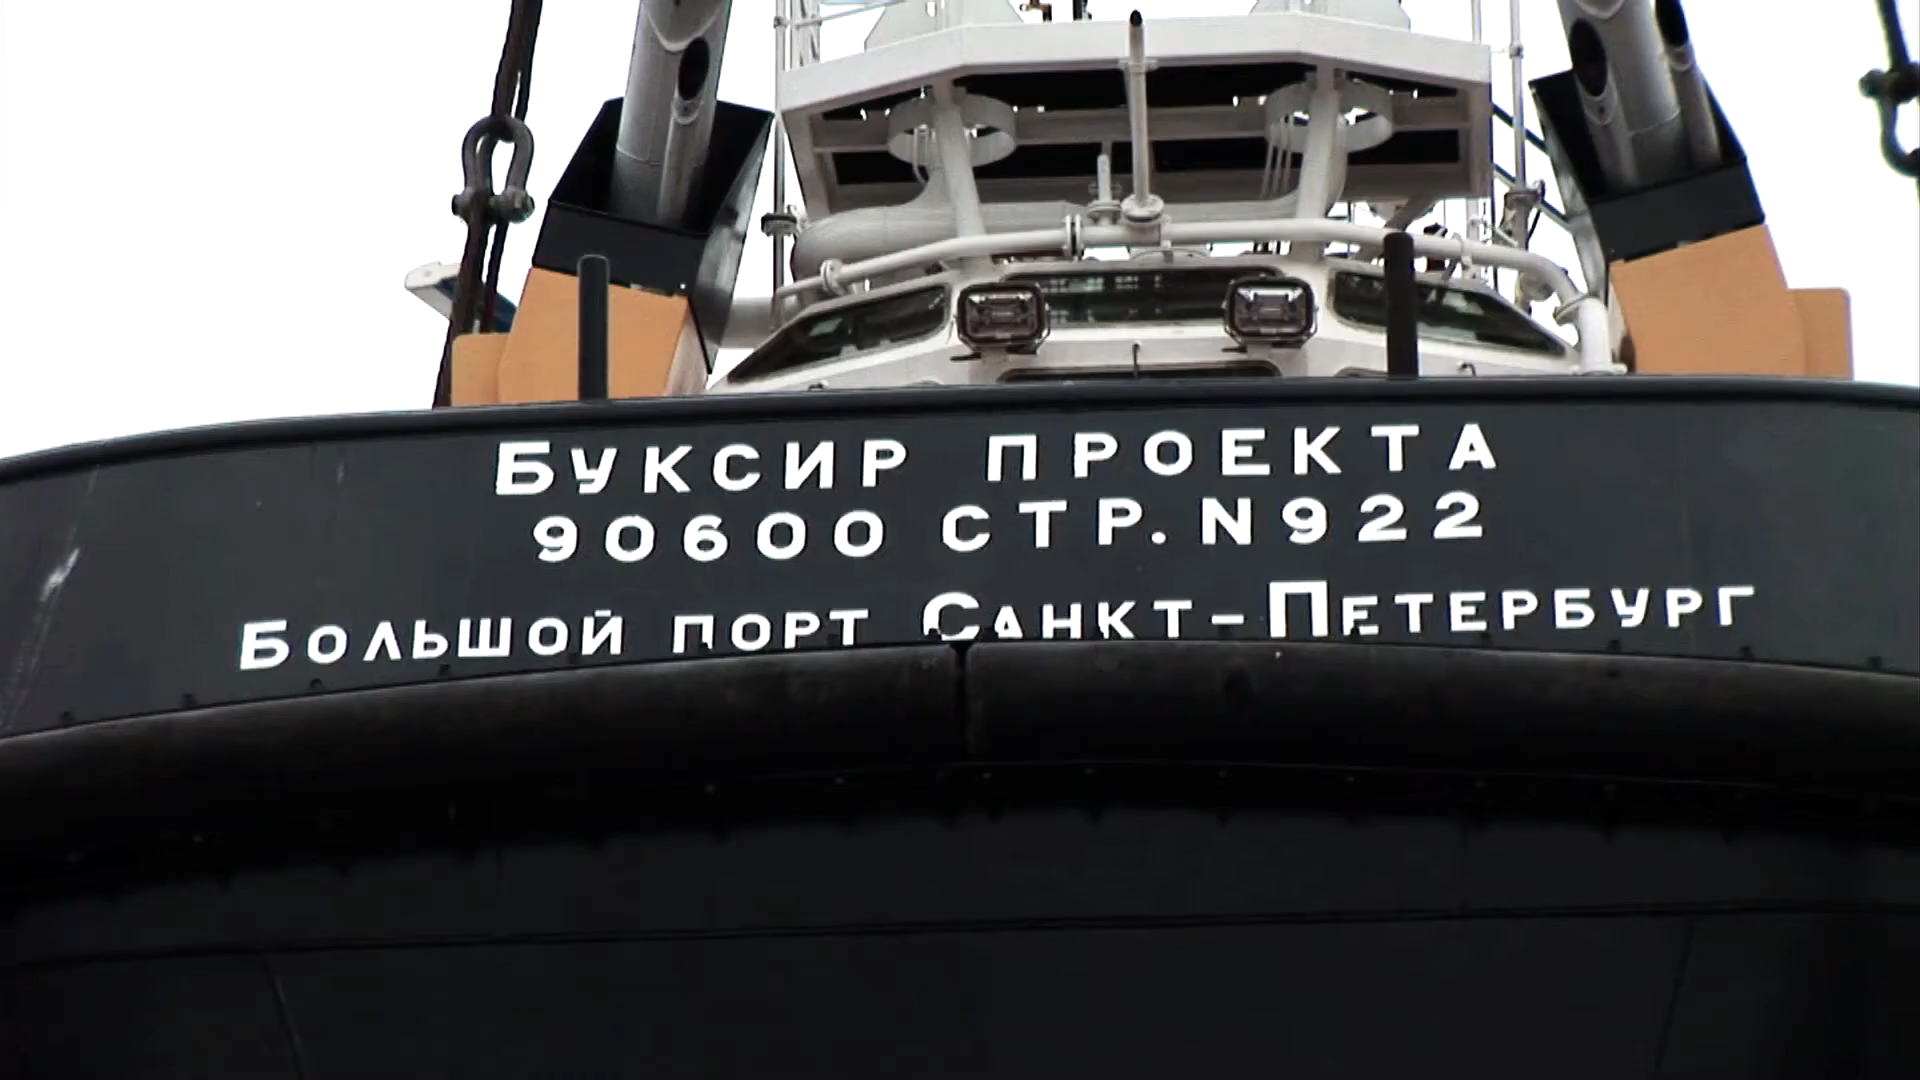 Буксир проекта
90600 стр. N922
Большой порт Санкт-Петербург